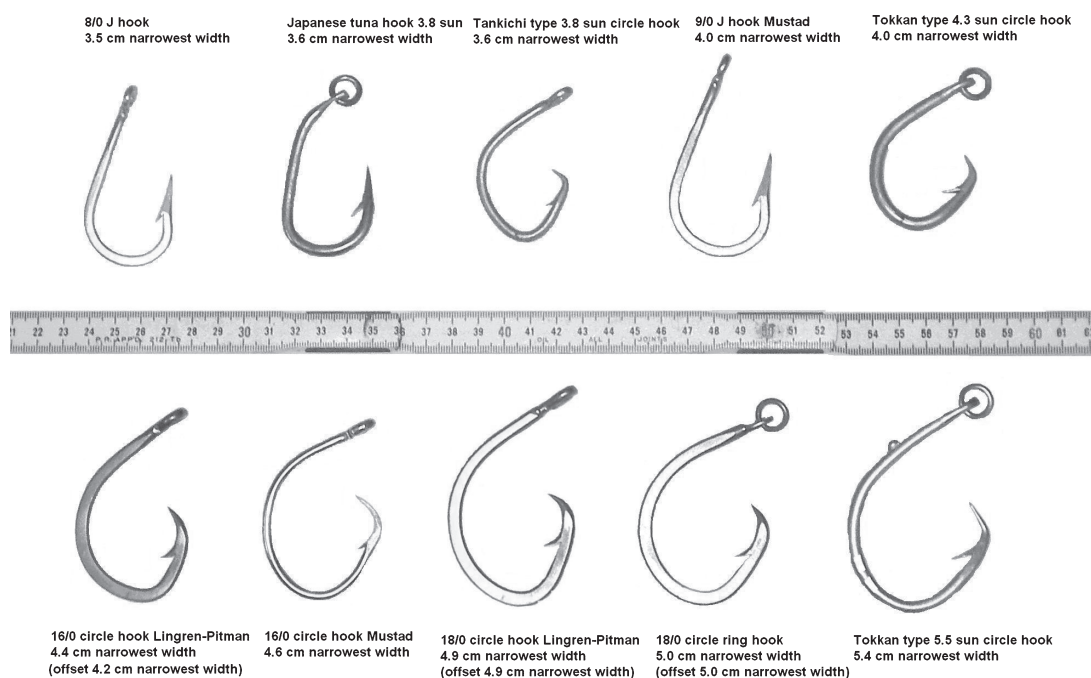 8/0 J hook
3.5 cm narrowest width
Japanese tuna hook 3.8 sun
3.6 cm narrowest width
Tankichi type 3.8 sun circle hook
3.6 cm narrowest width
9/0 J hook Mustad
4.0 cm narrowest width
Tokkan type 4.3 sun circle hook
4.0 cm narrowest width
22 23 24 25 26 27 28 29 30 31 32 33 34 35 36 37 38 39 40 41 42 43 44 45 46 47 48 49 50 51 52 53 54 55 56 57 58 59 60 61
OIL ALL JOINTS
16/0 circle hook Lingren-Pitman
4.4 cm narrowest width
(offset 4.2 cm narrowest width)
16/0 circle hook Mustad
4.6 cm narrowest width
18/0 circle hook Lingren-Pitman
4.9 cm narrowest width
(offset 4.9 cm narrowest width)
18/0 circle ring hook
5.0 cm narrowest width
(offset 5.0 cm narrowest width)
Tokkan type 5.5 sun circle hook
5.4 cm narrowest width